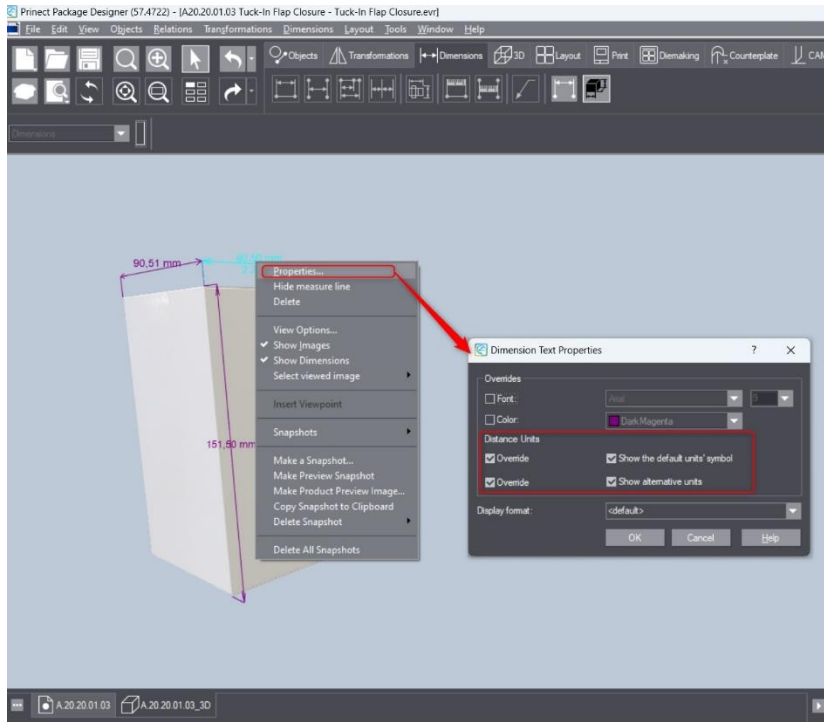 Prinect Package Designer (57.4722) - [A20.20.01.03 Tuck-In Flap Closure - Tuck-In Flap Closure.evr]
File Edit View Objects Relations Transformations Dimensions Layout Tools Window Help
Objects Transformations Dimensions 3D Layout Print Diemaking Counterplate CAM
Dimensions
90,51 mm
151,50 mm
Properties...
Hide measure line
Delete
View Options...
Show Images
Show Dimensions
Select viewed image
Insert Viewpoint
Snapshots
Make a Snapshot...
Make Preview Snapshot
Make Product Preview Image...
Copy Snapshot to Clipboard
Delete Snapshot
Delete All Snapshots
Dimension Text Properties ? X
Overrides
Font: Arial 9
Color: DarkMagenta
Distance Units
Override Show the default units' symbol
Override Show alternative units
Display format: <default>
OK Cancel Help
A.20.20.01.03 A.20.20.01.03_3D